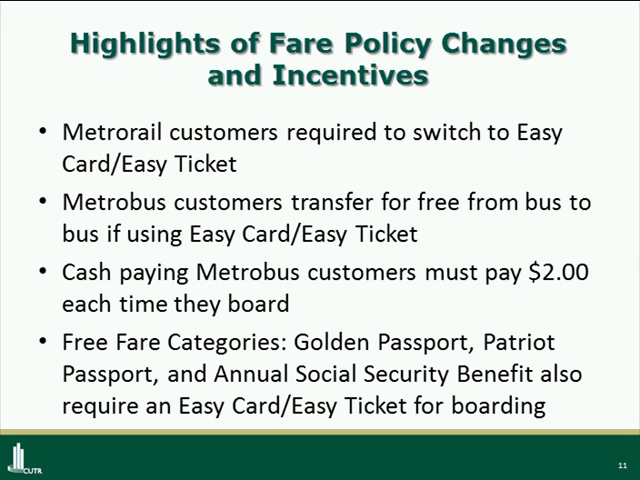 Highlights of Fare Policy Changes
and Incentives
• Metrorail customers required to switch to Easy
Card/Easy Ticket
• Metrobus customers transfer for free from bus to
bus if using Easy Card/Easy Ticket
• Cash paying Metrobus customers must pay $2.00
each time they board
• Free Fare Categories: Golden Passport, Patriot
Passport, and Annual Social Security Benefit also
require an Easy Card/Easy Ticket for boarding
CUTR
11